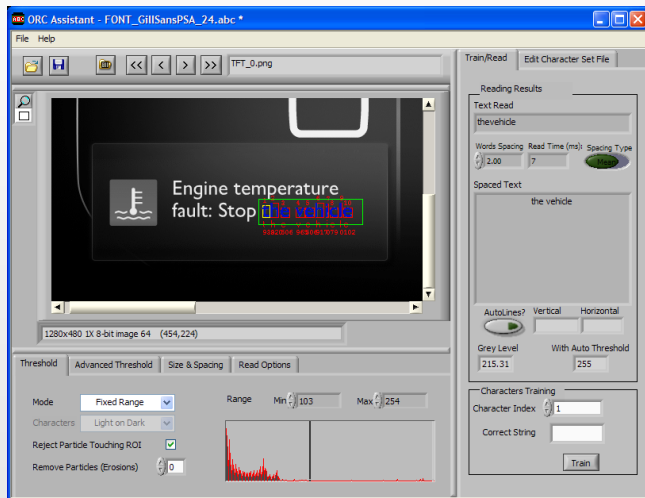 ORC Assistant - FONT_GillSansPSA_24.abc *
File Help
<< < > >> TFT_0.png
Engine temperature
fault: Stop the vehicle
the vehicle
1280x480 1X 8-bit image 64 (454,224)
Threshold Advanced Threshold Size & Spacing Read Options
Mode Fixed Range
Characters Light on Dark
Reject Particle Touching ROI
Remove Particles (Erosions) 0
Range Min 103 Max 254
Train/Read Edit Character Set File
Reading Results
Text Read
thevehicle
Words Spacing Read Time (ms): Spacing Type
2.00 7 Mean
Spaced Text
the vehicle
AutoLines? Vertical Horizontal
Grey Level With Auto Threshold
215.31 255
Characters Training
Character Index 1
Correct String
Train